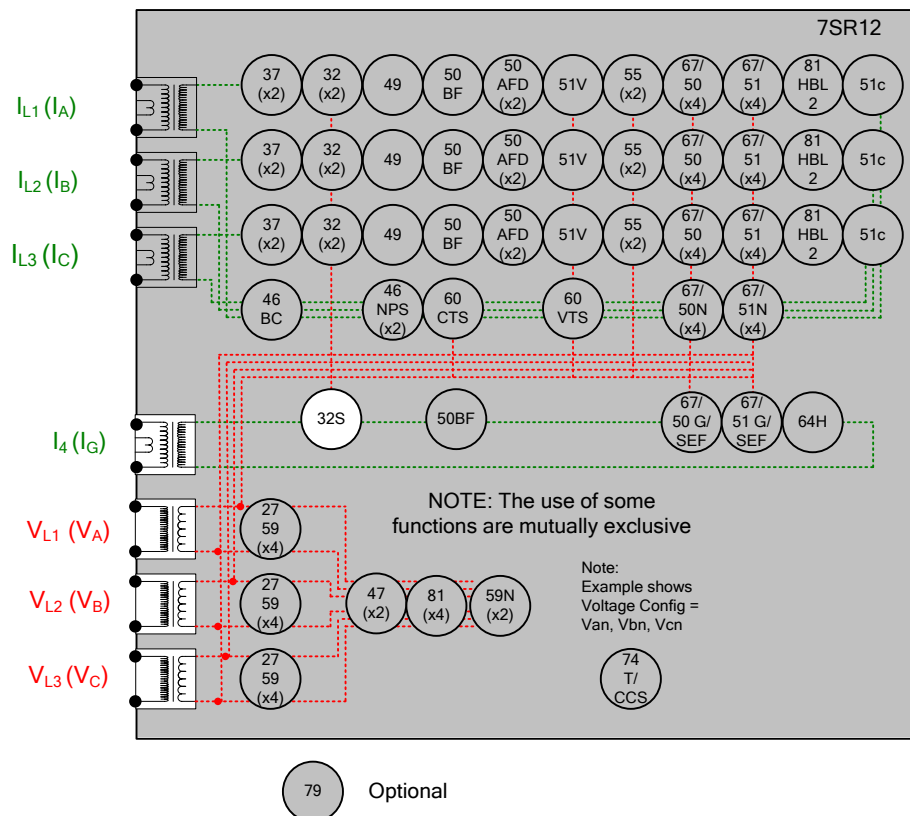 7SR12
IL1 (IA)
37
(x2)
32
(x2)
49
50
BF
50
AFD
(x2)
51V
55
(x2)
67/
50
(x4)
67/
51
(x4)
81
HBL
2
51c
IL2 (IB)
37
(x2)
32
(x2)
49
50
BF
50
AFD
(x2)
51V
55
(x2)
67/
50
(x4)
67/
51
(x4)
81
HBL
2
51c
IL3 (IC)
37
(x2)
32
(x2)
49
50
BF
50
AFD
(x2)
51V
55
(x2)
67/
50
(x4)
67/
51
(x4)
81
HBL
2
51c
46
BC
46
NPS
(x2)
60
CTS
60
VTS
67/
50N
(x4)
67/
51N
(x4)
I4 (IG)
32S
50BF
67/
50 G/
SEF
67/
51 G/
SEF
64H
NOTE: The use of some
functions are mutually exclusive
VL1 (VA)
27
59
(x4)
Note:
Example shows
Voltage Config =
Van, Vbn, Vcn
VL2 (VB)
27
59
(x4)
47
(x2)
81
(x4)
59N
(x2)
VL3 (VC)
27
59
(x4)
74
T/
CCS
79
Optional